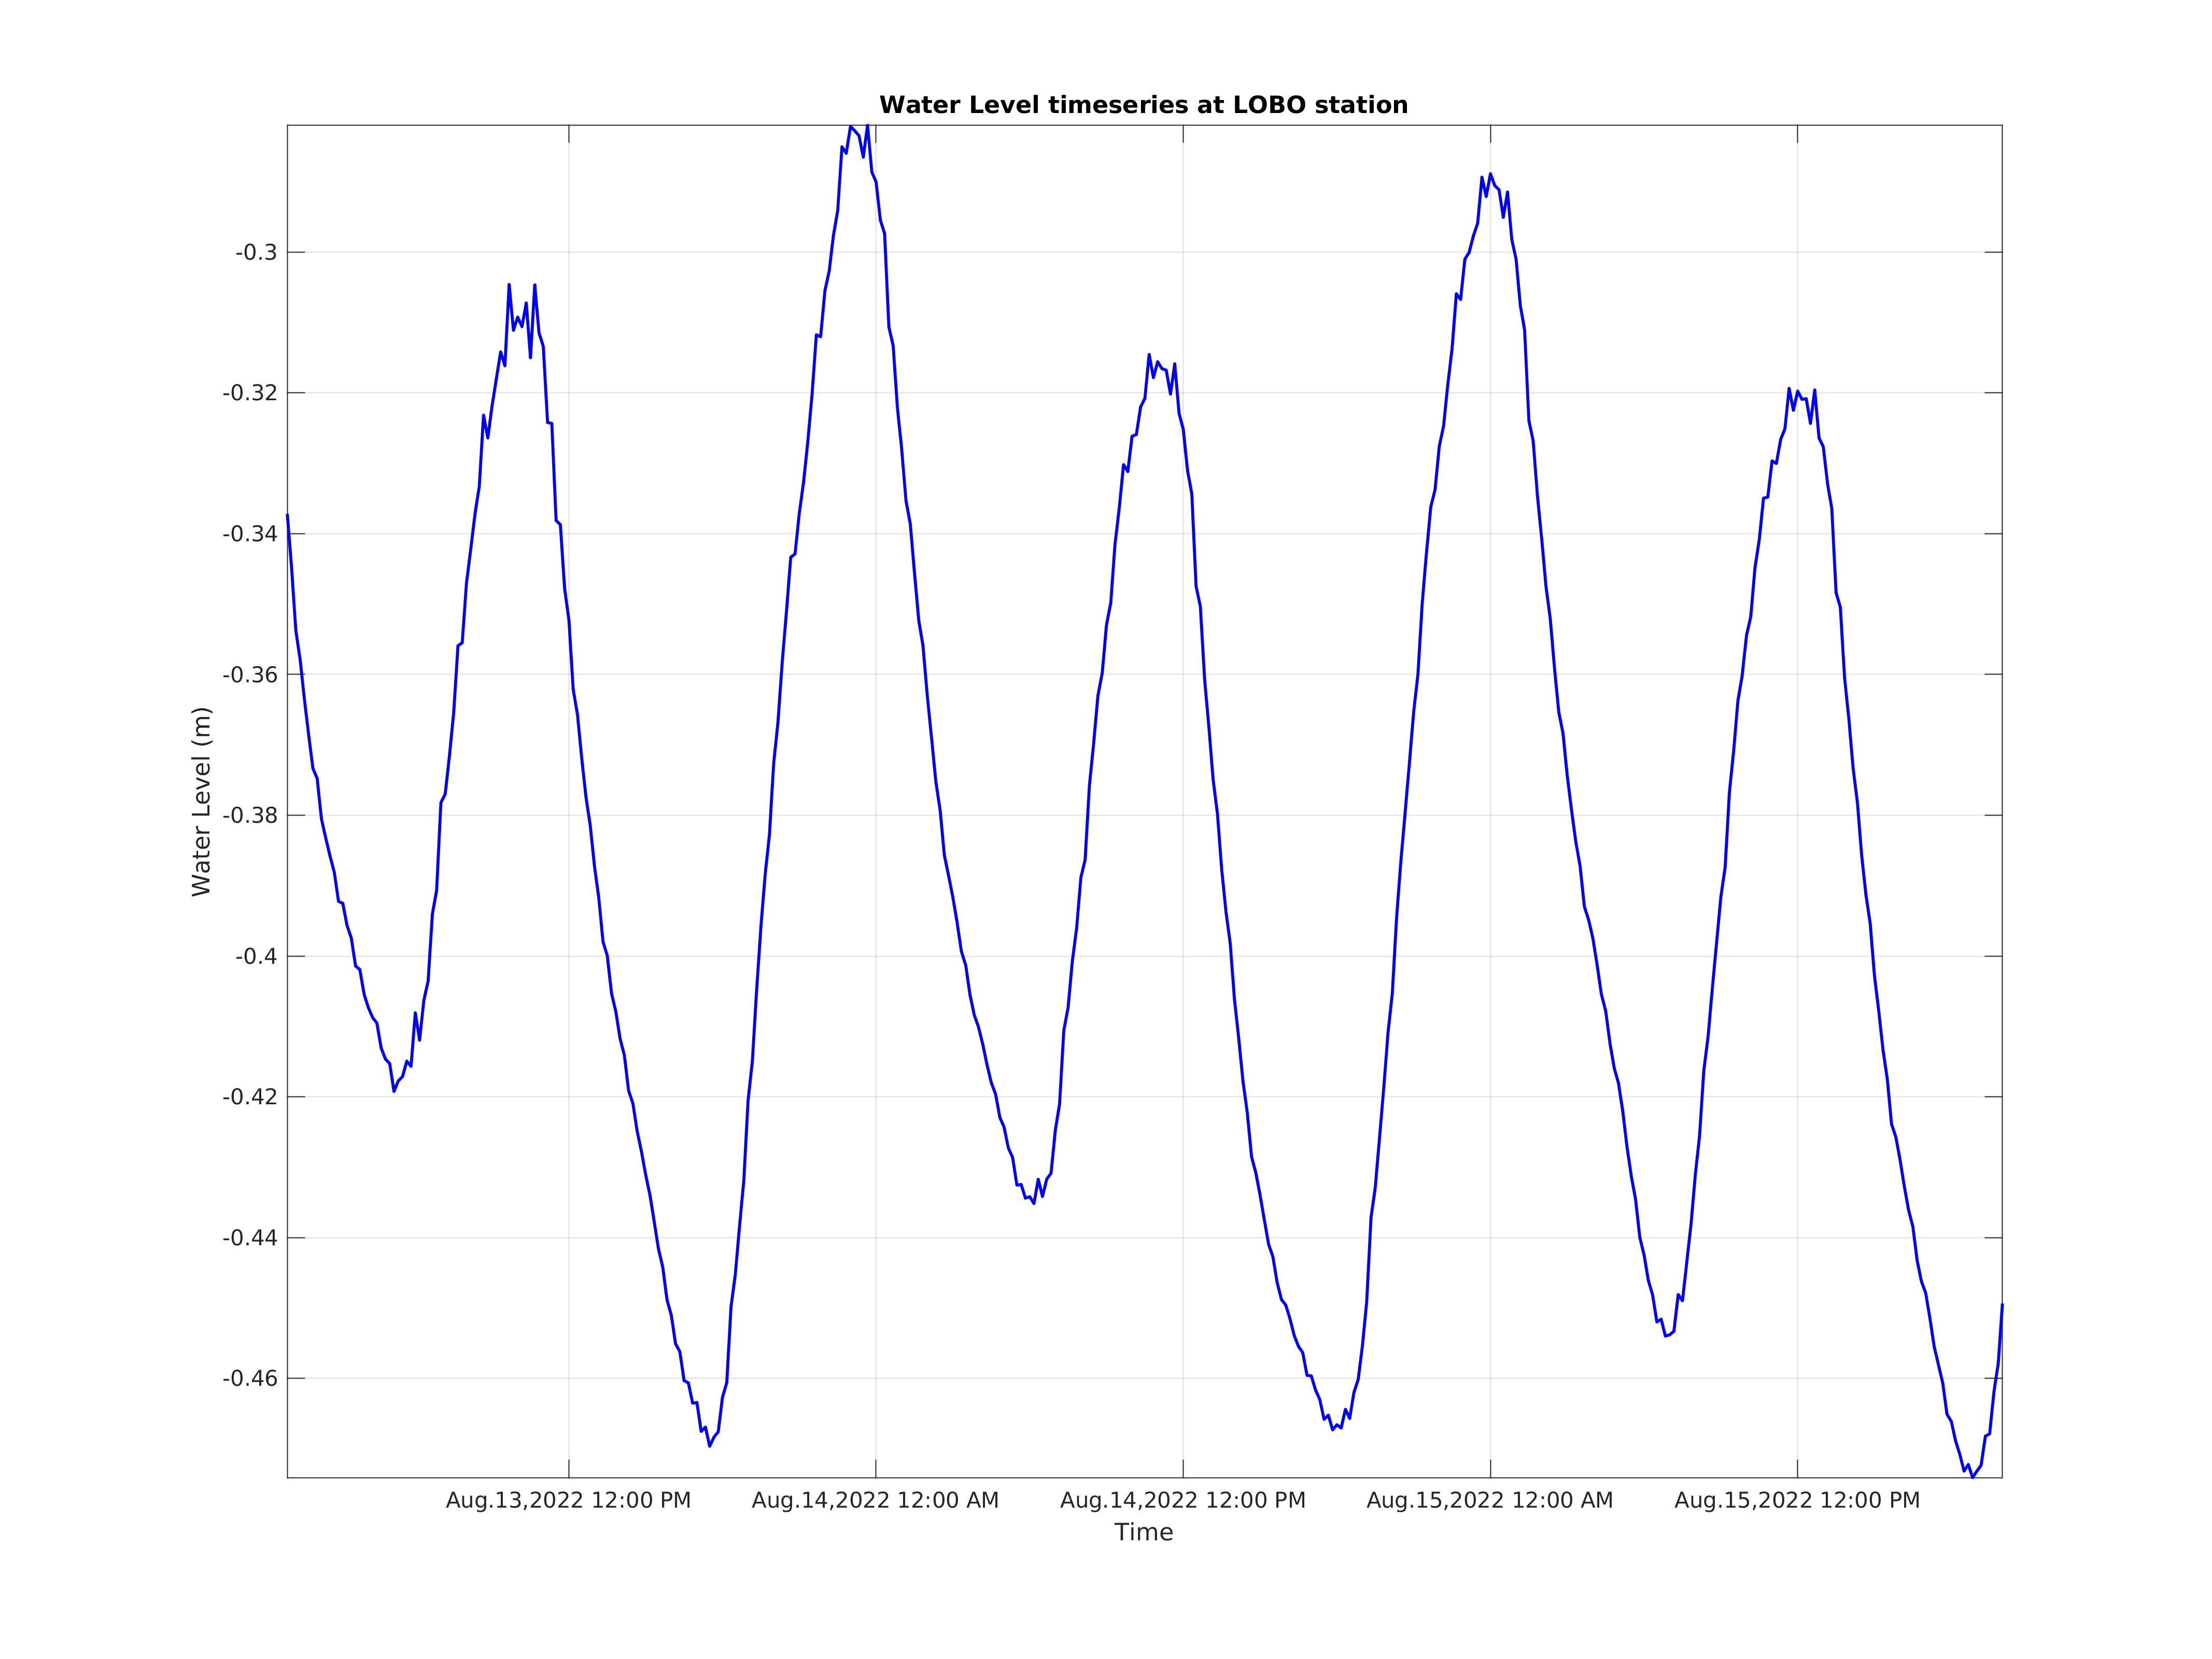 Water Level timeseries at LOBO station
-0.3
-0.32
-0.34
-0.36
-0.38
-0.4
-0.42
-0.44
-0.46
Water Level (m)
Aug.13,2022 12:00 PM
Aug.14,2022 12:00 AM
Aug.14,2022 12:00 PM
Aug.15,2022 12:00 AM
Aug.15,2022 12:00 PM
Time